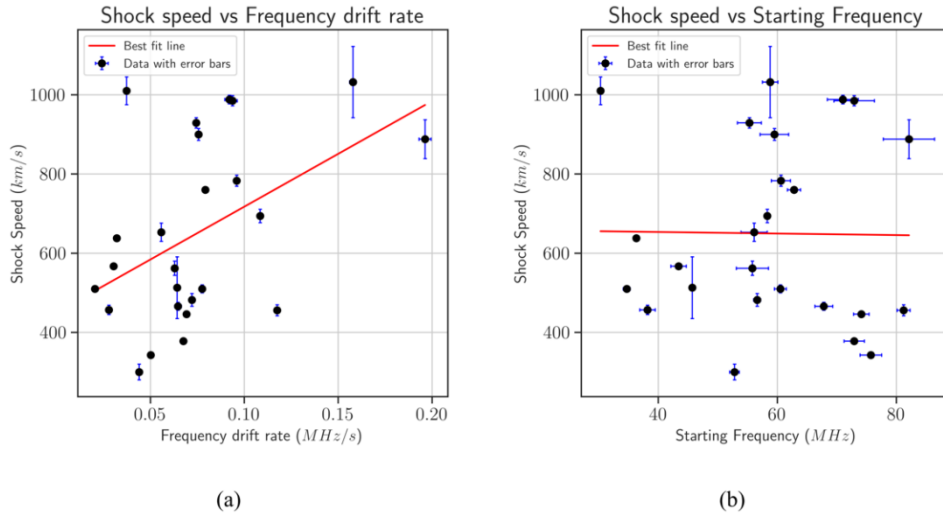 Shock speed vs Frequency drift rate
Best fit line
Data with error bars
1000
800
600
400
Shock Speed (km/s)
0.05 0.10 0.15 0.20
Frequency drift rate (MHz/s)
(a)
Shock speed vs Starting Frequency
Best fit line
Data with error bars
1000
800
600
400
Shock Speed (km/s)
40 60 80
Starting Frequency (MHz)
(b)